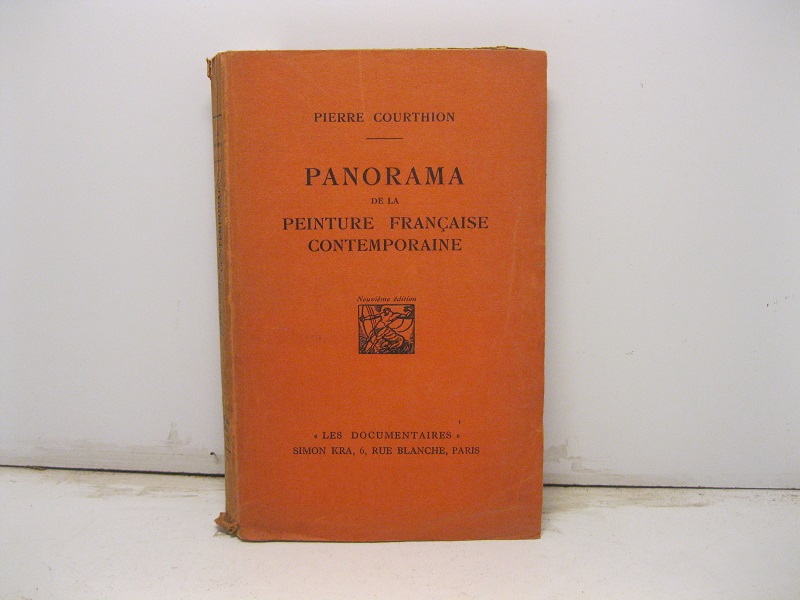 PIERRE COURTHION
PANORAMA
DE LA
PEINTURE FRANÇAISE
CONTEMPORAINE
Neuvième édition
« LES DOCUMENTAIRES »
SIMON KRA, 6, RUE BLANCHE, PARIS